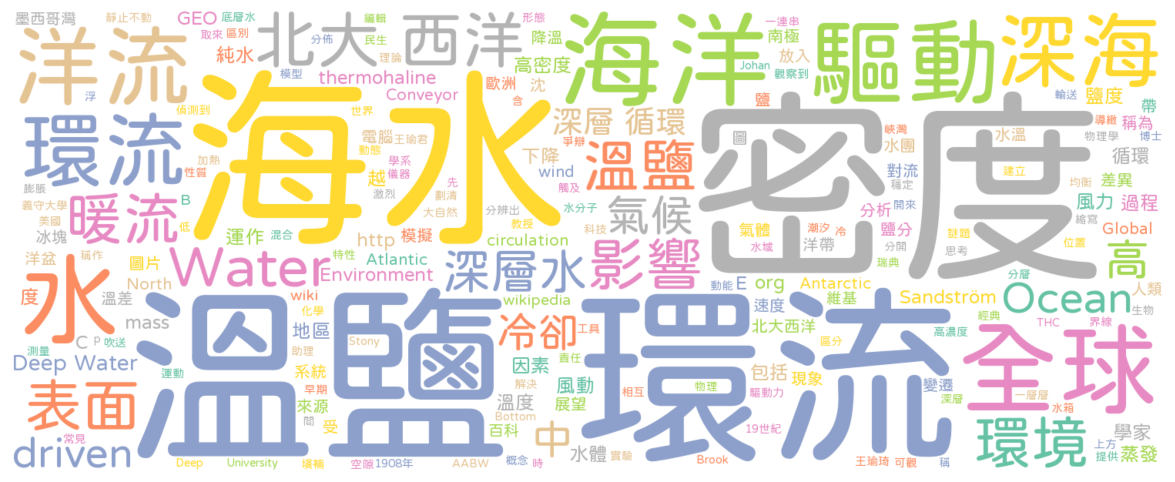 墨西哥灣 靜止不動 底層水 GEO 取來 區別 純水
洋流
北大 西洋
分佈 編輯 民生 理論 模型 形態 降溫 高密度
海洋
一連串 南極 放入 Johan 觀察到
驅動
深海
浮 偵測到 世界
thermohaline
Conveyor
歐洲 沈 含 鹽 輸送 鹽度 帶
環流
海水
電腦 王瑜君 動態
深層 循環
爭辯 圖 峽灣 水團 水溫 物理學 導緻 稱為 博士
密度
加熱 性質 學系 儀器 越 劃清 激烈 先 大自然 分辨出
下降 wind 觸及 水分子
溫鹽
對流 穩定 建立 均衡 循環 差異
膨脹 義守大學 美國 冰塊 B 低
暖流
運作 混合 http 模擬
氣候
教授 科技 氣體 水域 潮汐 冷 分析 鹽分 洋帶 分開 開來 謎題 思考 風力 縮寫 過程 位置 Global
洋盆 稱作 圖片 特性 Atlantic circulation
Water
Environment
深層水
影響
動能 E org Antarctic 瑞典 分層 高 人類 生物
水
度 溫差 North wiki 化學 wikipedia 速度 維基 Sandström
Ocean
mass 地區 冷卻 工具 北大西洋 區分 高濃度 經典 THC 界線
C P 吹送 測量 助理 Stony 因素 責任 現象
Deep Water
運動 系統 早期 解決 風動 相互 物理 包括 驅動力 變遷 深層 一層層 水箱
表面
來源 間 受 溫度 Bottom 展望 百科
溫鹽
環流
全球
環境
中 19世紀 上方 提供 學家 蒸發
driven
常見 Deep University 填補 空隙 1908年 AABW 概念 時 水體 實驗 Brook 王瑜琦 可觀 稱